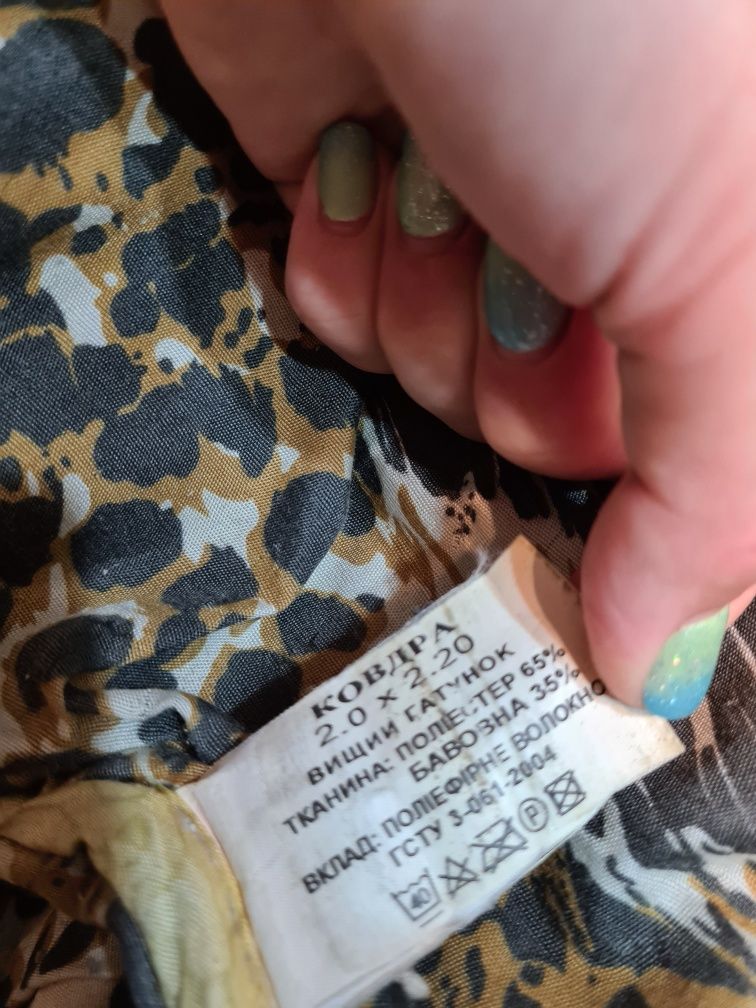 КОВДРА
2.0 x 2.20
ВИЩИЙ ГАТУНОК
ТКАНИНА: ПОЛІЕСТЕР 65%
БАВОВНА 35%
ВКЛАД: ПОЛІЕФІРНЕ ВОЛОКНО
ГСТУ 3-061-2004
40 P